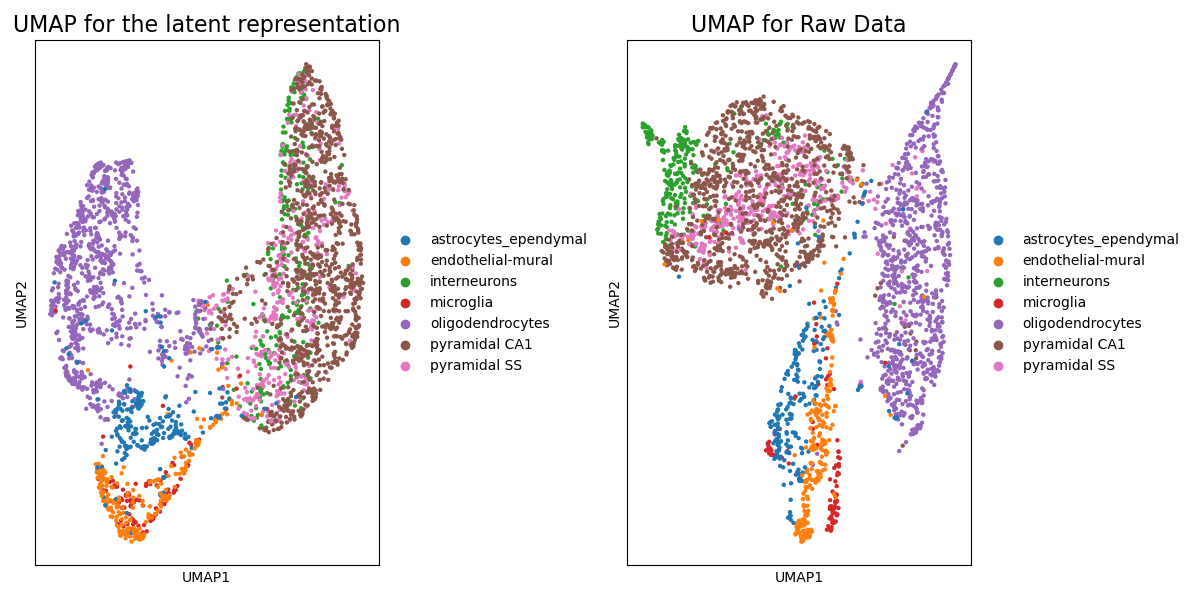 UMAP for the latent representation
UMAP2
UMAP1
astrocytes_ependymal
endothelial-mural
interneurons
microglia
oligodendrocytes
pyramidal CA1
pyramidal SS
UMAP for Raw Data
UMAP2
UMAP1
astrocytes_ependymal
endothelial-mural
interneurons
microglia
oligodendrocytes
pyramidal CA1
pyramidal SS